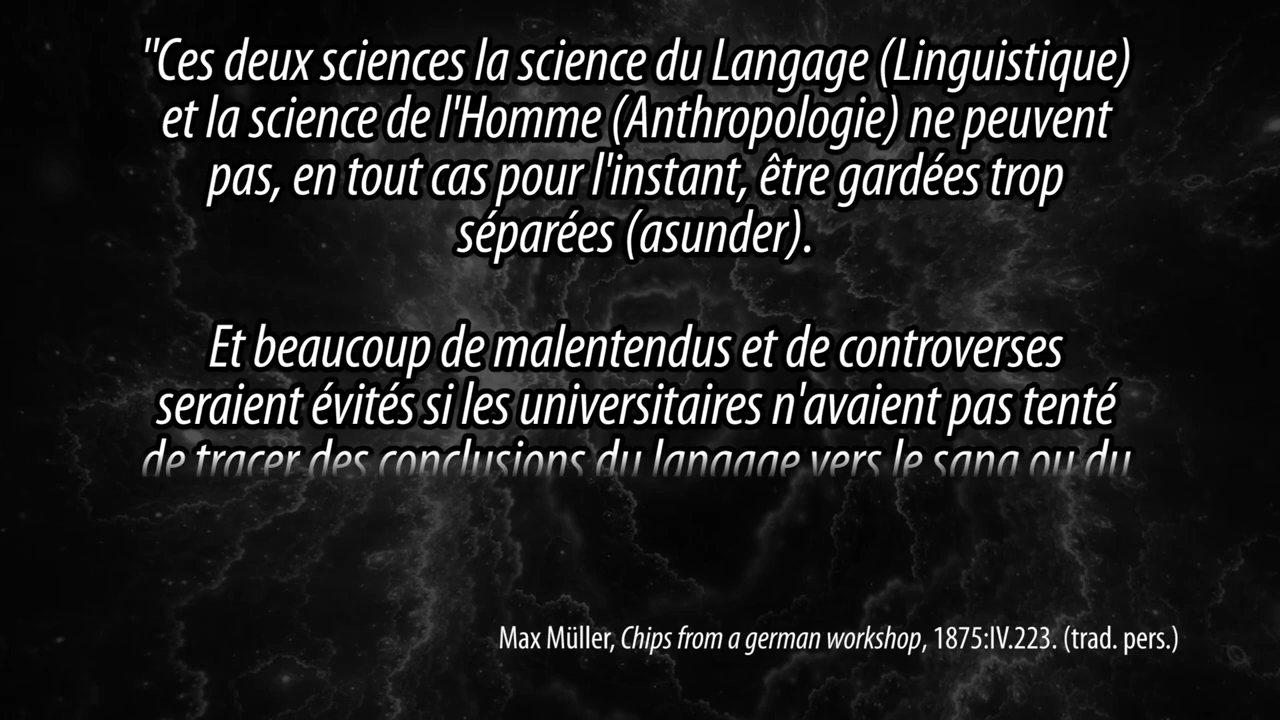 "Ces deux sciences la science du Langage (Linguistique)
et la science de l'Homme (Anthropologie) ne peuvent
pas, en tout cas pour l'instant, être gardées trop
séparées (asunder).
Et beaucoup de malentendus et de controverses
seraient évités si les universitaires n'avaient pas tenté
de tracer des conclusions du langage vers le sang ou du
Max Müller, Chips from a german workshop, 1875:IV.223. (trad. pers.)